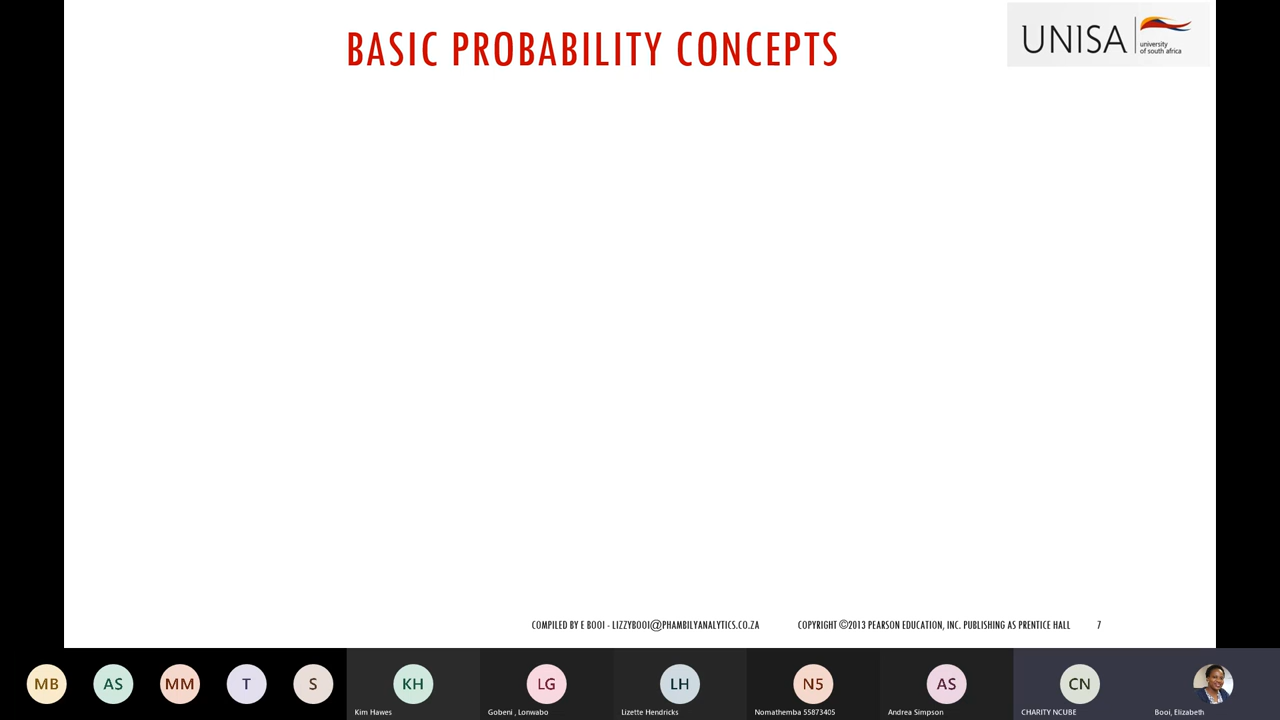 BASIC PROBABILITY CONCEPTS
UNISA
university
of south africa
COMPILED BY E BOOI - LIZZYBOOI@PHAMBILYANALYTICS.CO.ZA
COPYRIGHT ©2013 PEARSON EDUCATION, INC. PUBLISHING AS PRENTICE HALL
7
MB
AS
MM
T
S
KH
LG
LH
N5
AS
CN
Kim Hawes
Gobeni , Lonwabo
Lizette Hendricks
Nomathemba 55873405
Andrea Simpson
CHARITY NCUBE
Booi, Elizabeth